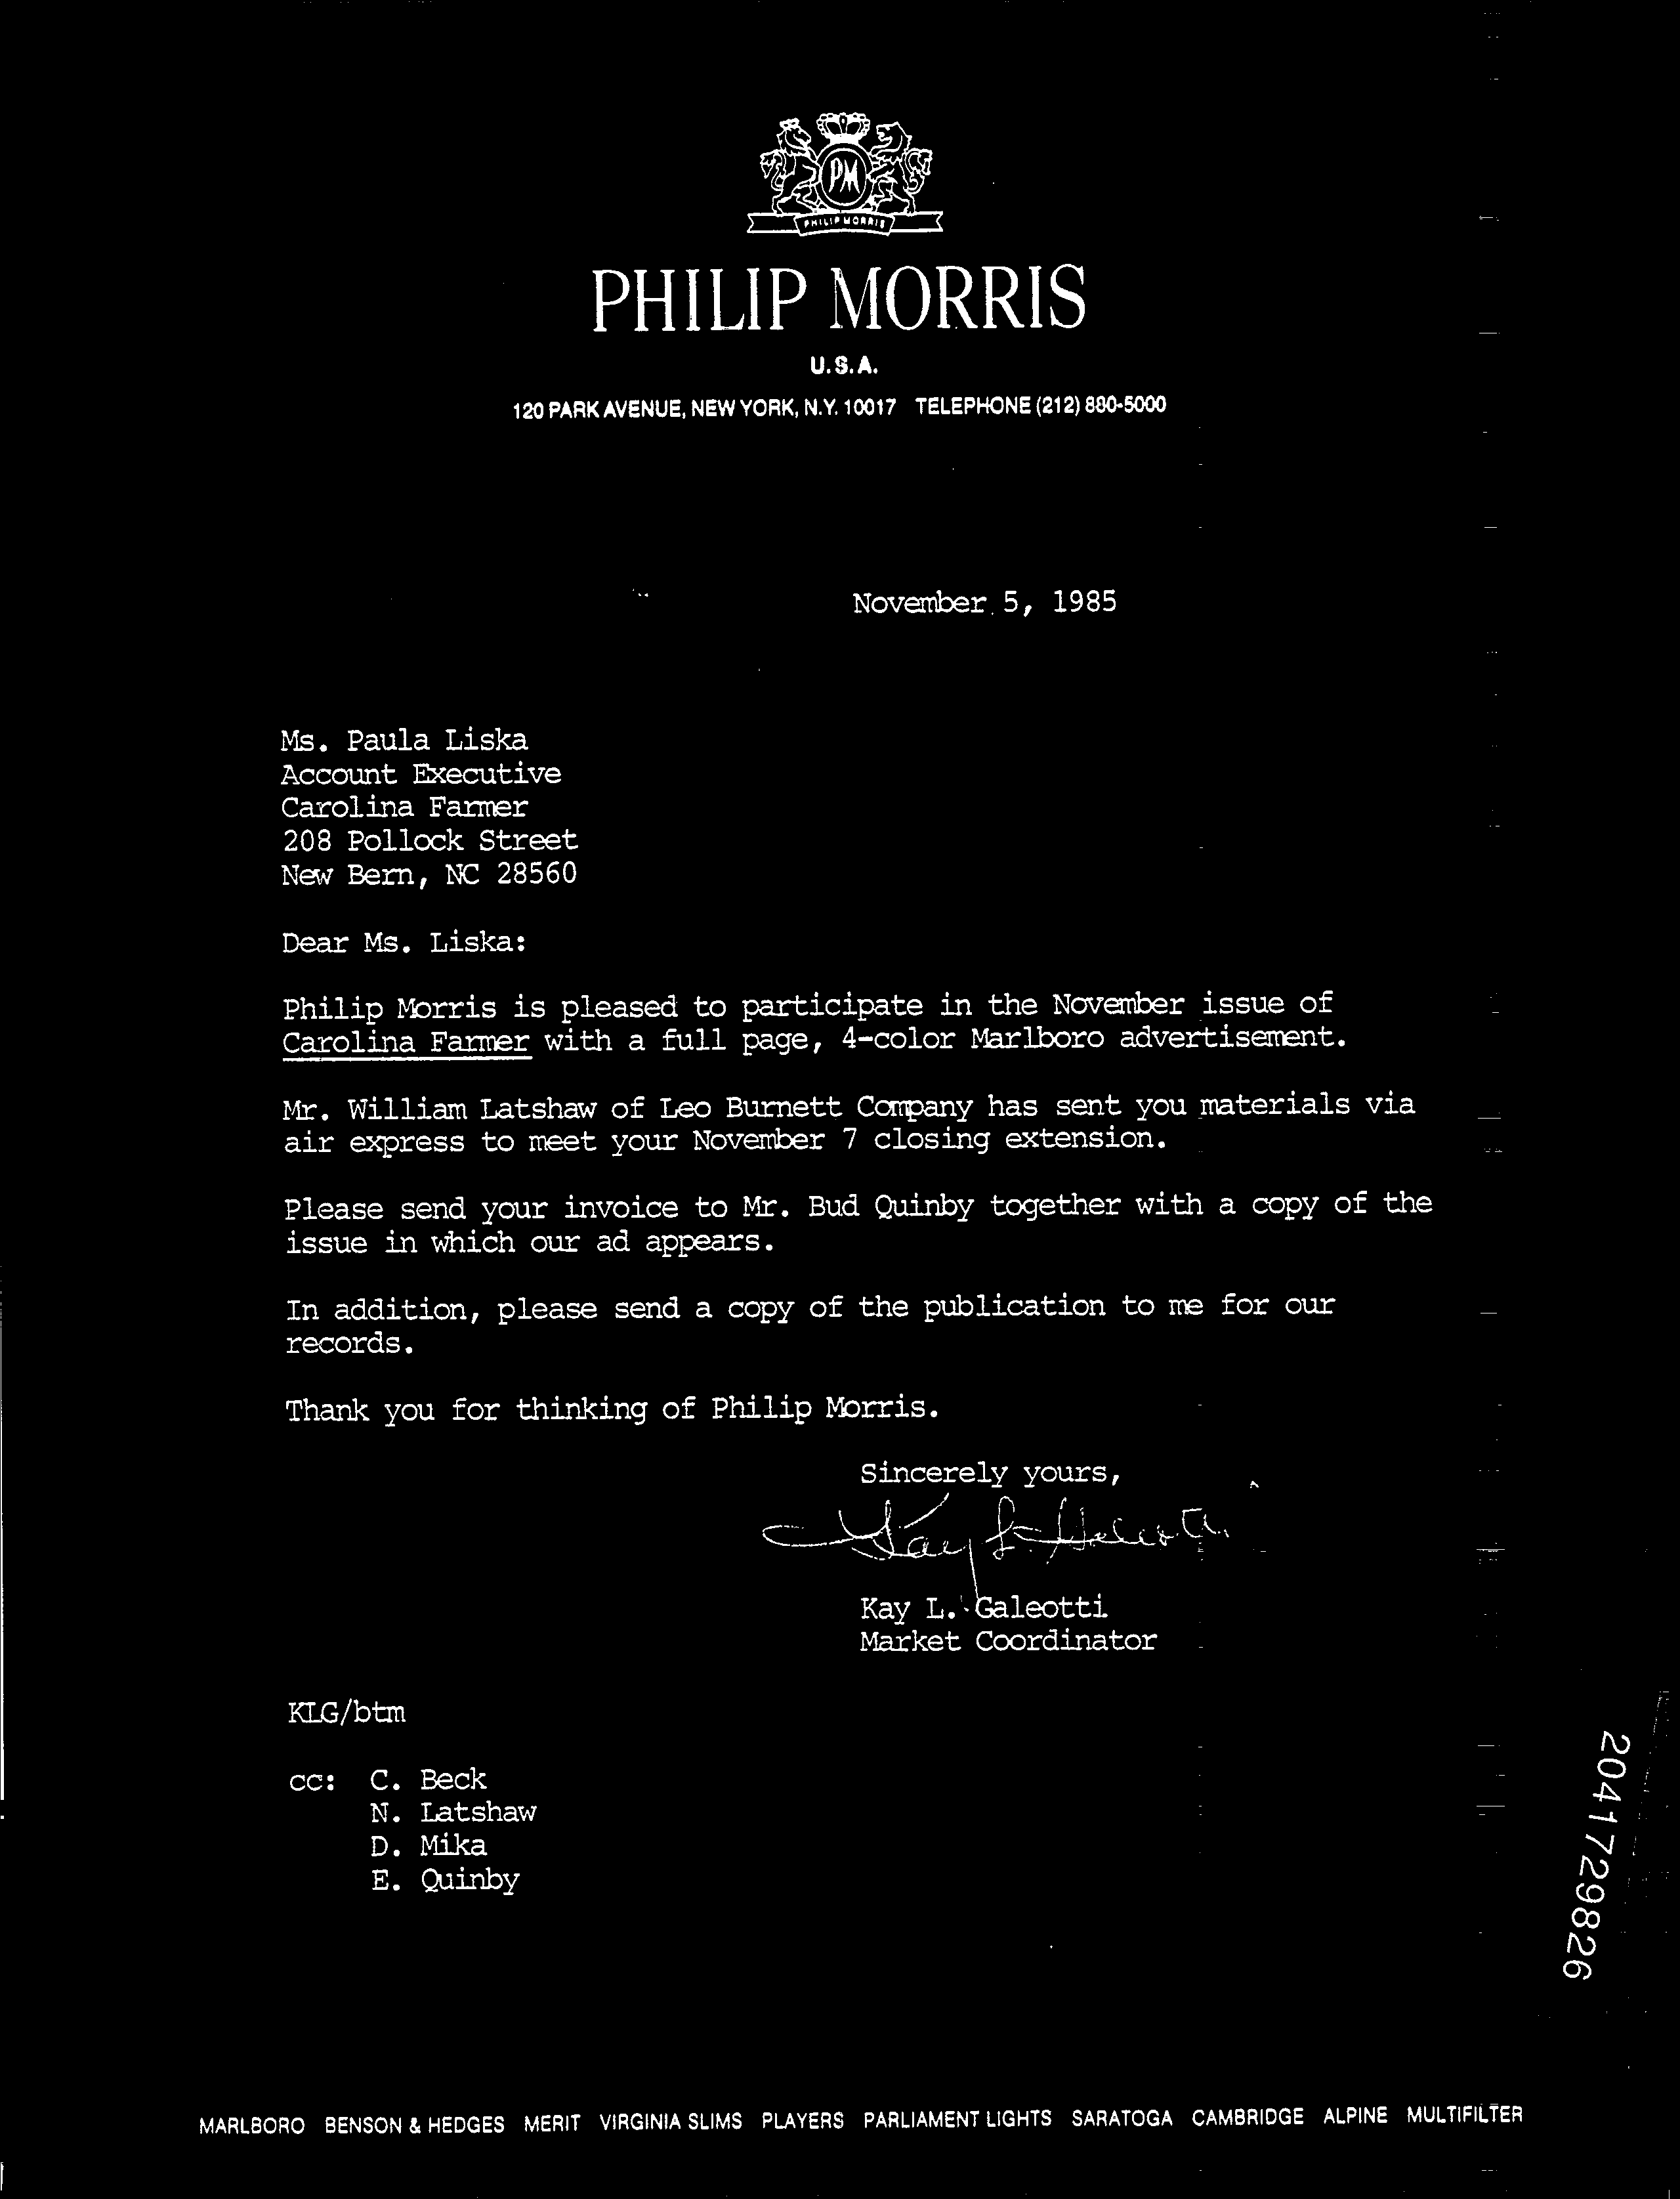 PM
PHILIP MORRIS
PHILIP MORRIS
U.S.A.
120 PARK AVENUE, NEW YORK, N.Y. 10017 TELEPHONE (212) 880-5000
November 5, 1985
Ms. Paula Liska
Account Executive
Carolina Farmer
208 Pollock Street
New Bern, NC 28560
Dear Ms. Liska:
Philip Morris is pleased to participate in the November issue of
Carolina Farmer with a full page, 4-color Marlboro advertisement.
Mr. William Latshaw of Leo Burnett Company has sent you materials via
air express to meet your November 7 closing extension.
Please send your invoice to Mr. Bud Quinby together with a copy of the
issue in which our ad appears.
In addition, please send a copy of the publication to me for our
records.
Thank you for thinking of Philip Morris.
Sincerely yours,
Kay L. Galeotti
Kay L. Galeotti
Market Coordinator
KLG/btm
cc: C. Beck
N. Latshaw
D. Mika
E. Quinby
2041729826
MARLBORO BENSON & HEDGES MERIT VIRGINIA SLIMS PLAYERS PARLIAMENT LIGHTS SARATOGA CAMBRIDGE ALPINE MULTIFILTER